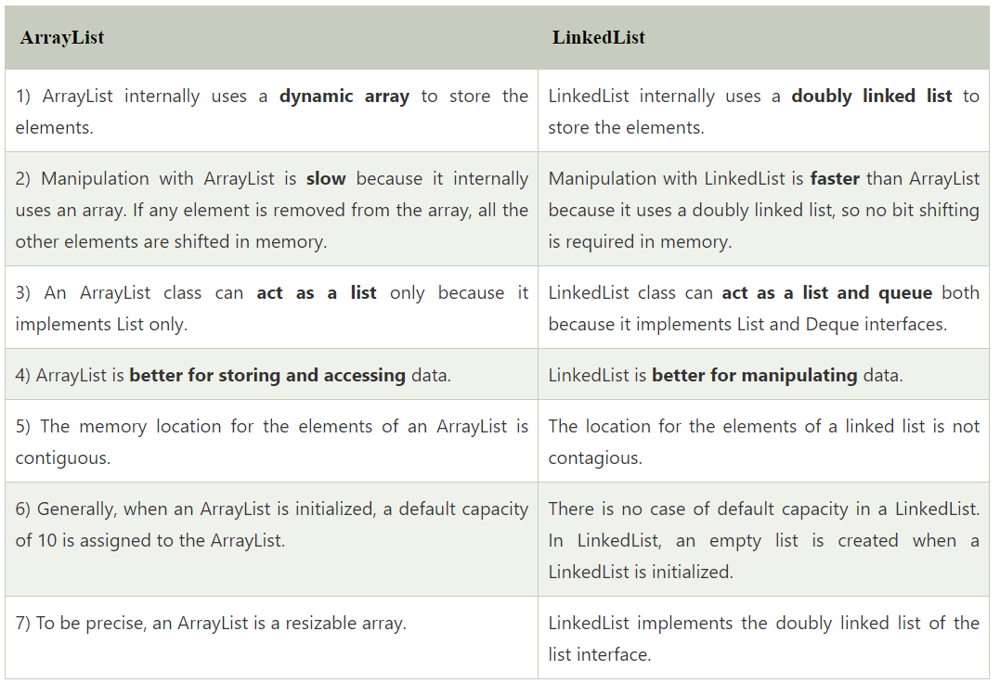 ArrayList
LinkedList
1) ArrayList internally uses a dynamic array to store the
elements.
LinkedList internally uses a doubly linked list to
store the elements.
2) Manipulation with ArrayList is slow because it internally
uses an array. If any element is removed from the array, all the
other elements are shifted in memory.
Manipulation with LinkedList is faster than ArrayList
because it uses a doubly linked list, so no bit shifting
is required in memory.
3) An ArrayList class can act as a list only because it
implements List only.
LinkedList class can act as a list and queue both
because it implements List and Deque interfaces.
4) ArrayList is better for storing and accessing data.
LinkedList is better for manipulating data.
5) The memory location for the elements of an ArrayList is
contiguous.
The location for the elements of a linked list is not
contagious.
6) Generally, when an ArrayList is initialized, a default capacity
of 10 is assigned to the ArrayList.
There is no case of default capacity in a LinkedList.
In LinkedList, an empty list is created when a
LinkedList is initialized.
7) To be precise, an ArrayList is a resizable array.
LinkedList implements the doubly linked list of the
list interface.